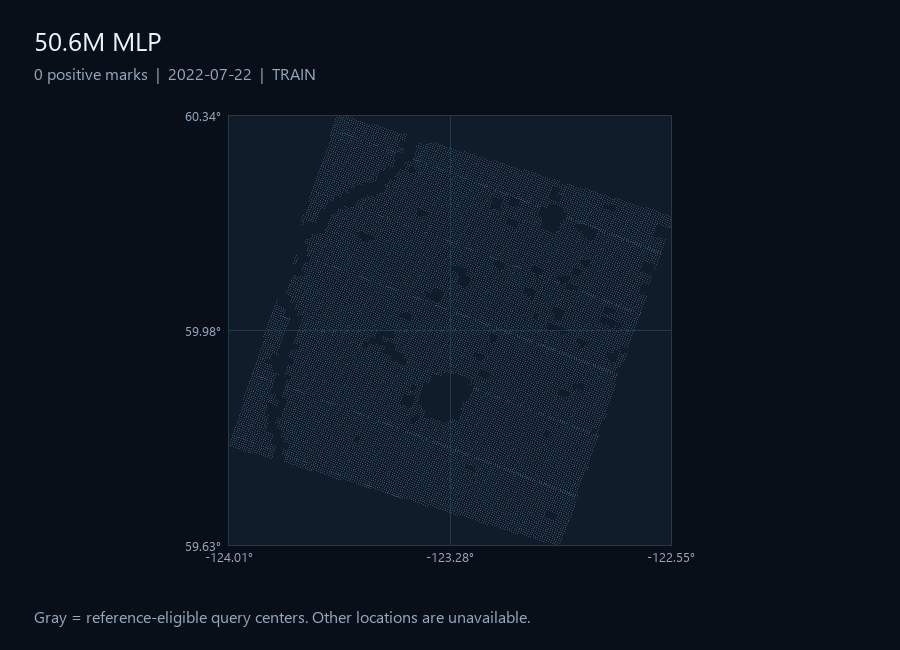 50.6M MLP
0 positive marks | 2022-07-22 | TRAIN
60.34°
59.98°
59.63°
-124.01°
-123.28°
-122.55°
Gray = reference-eligible query centers. Other locations are unavailable.